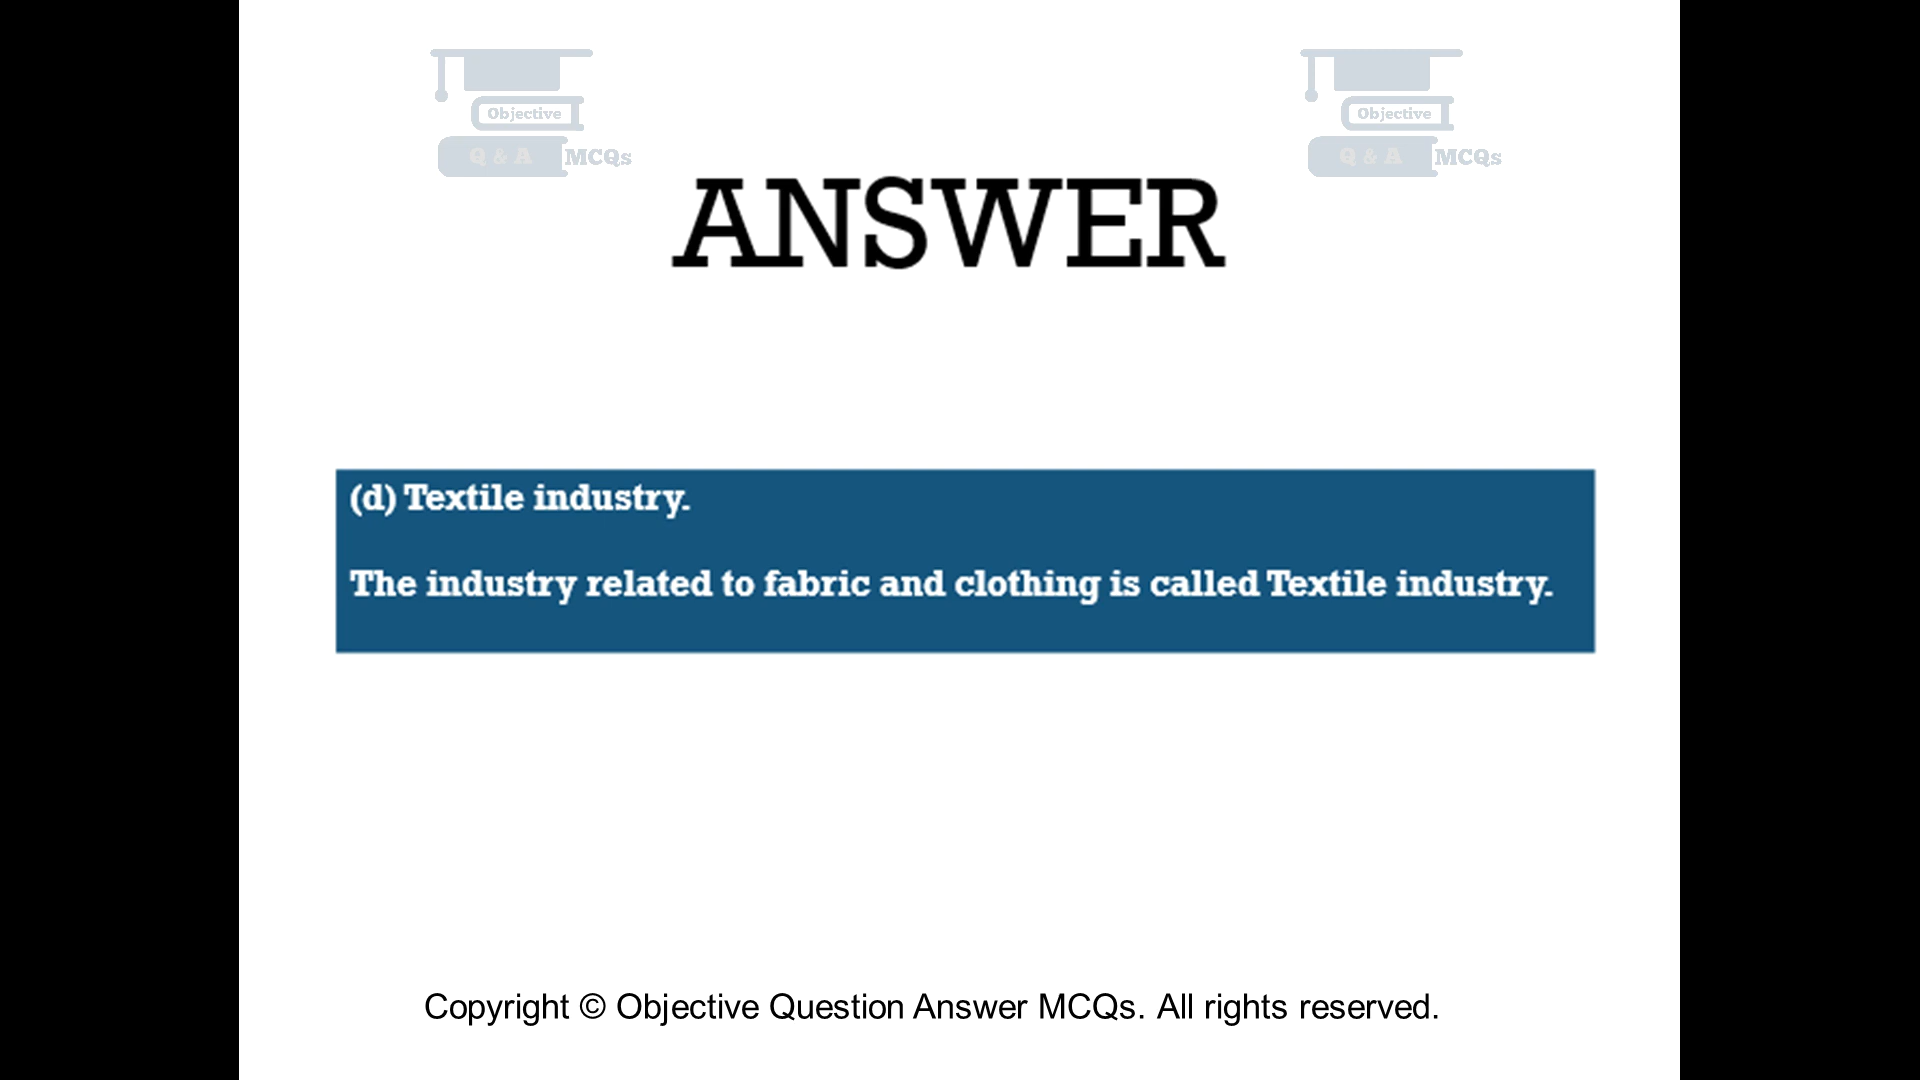 Objective
Q & A MCQs
Objective
Q & A MCQs
ANSWER
(d) Textile industry.
The industry related to fabric and clothing is called Textile industry.
Copyright © Objective Question Answer MCQs. All rights reserved.